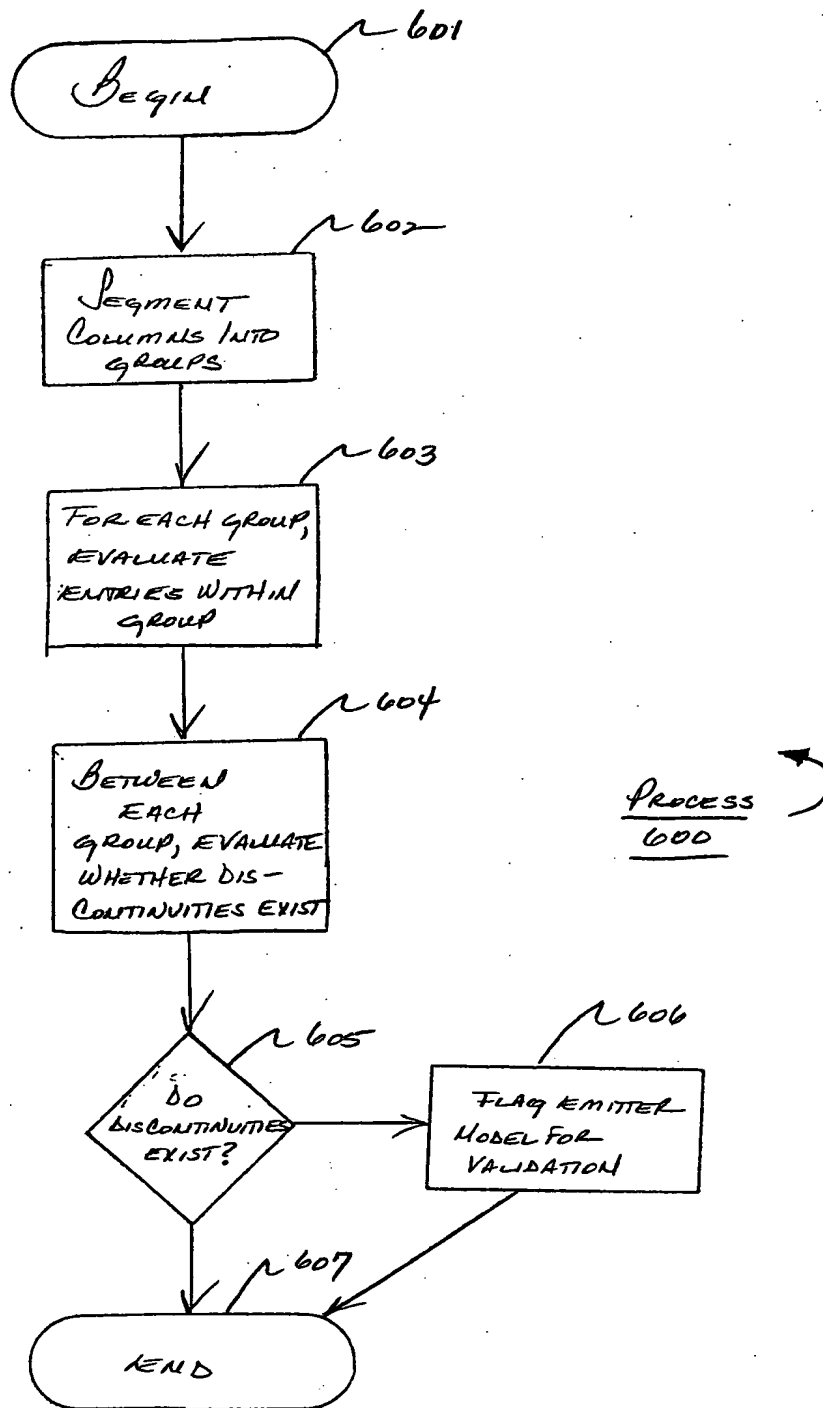 601
BEGIN
602
SEGMENT
COLUMNS INTO
GROUPS
603
FOR EACH GROUP,
EVALUATE
ENTRIES WITHIN
GROUP
604
BETWEEN
EACH
GROUP, EVALUATE
WHETHER DIS-
CONTINUITIES EXIST
PROCESS
600
605
DO
DISCONTINUITIES
EXIST?
606
FLAG EMITTER
MODEL FOR
VALIDATION
607
END